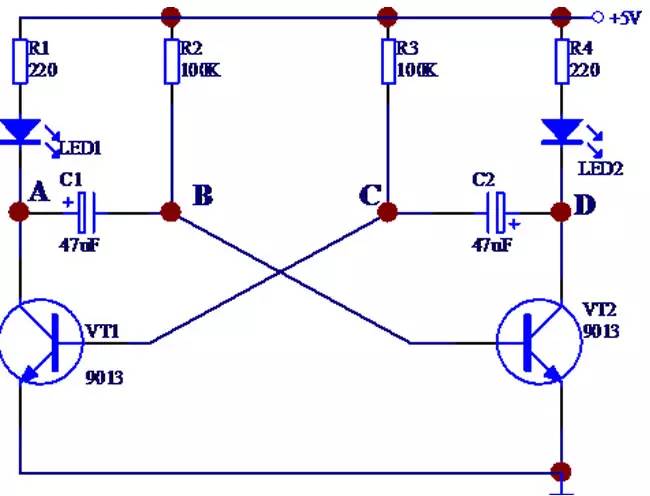 +5V
R1
220
R2
100K
R3
100K
R4
220
LED1
LED2
A
C1
+
47uF
B
C
C2
+
47uF
D
VT1
9013
VT2
9013